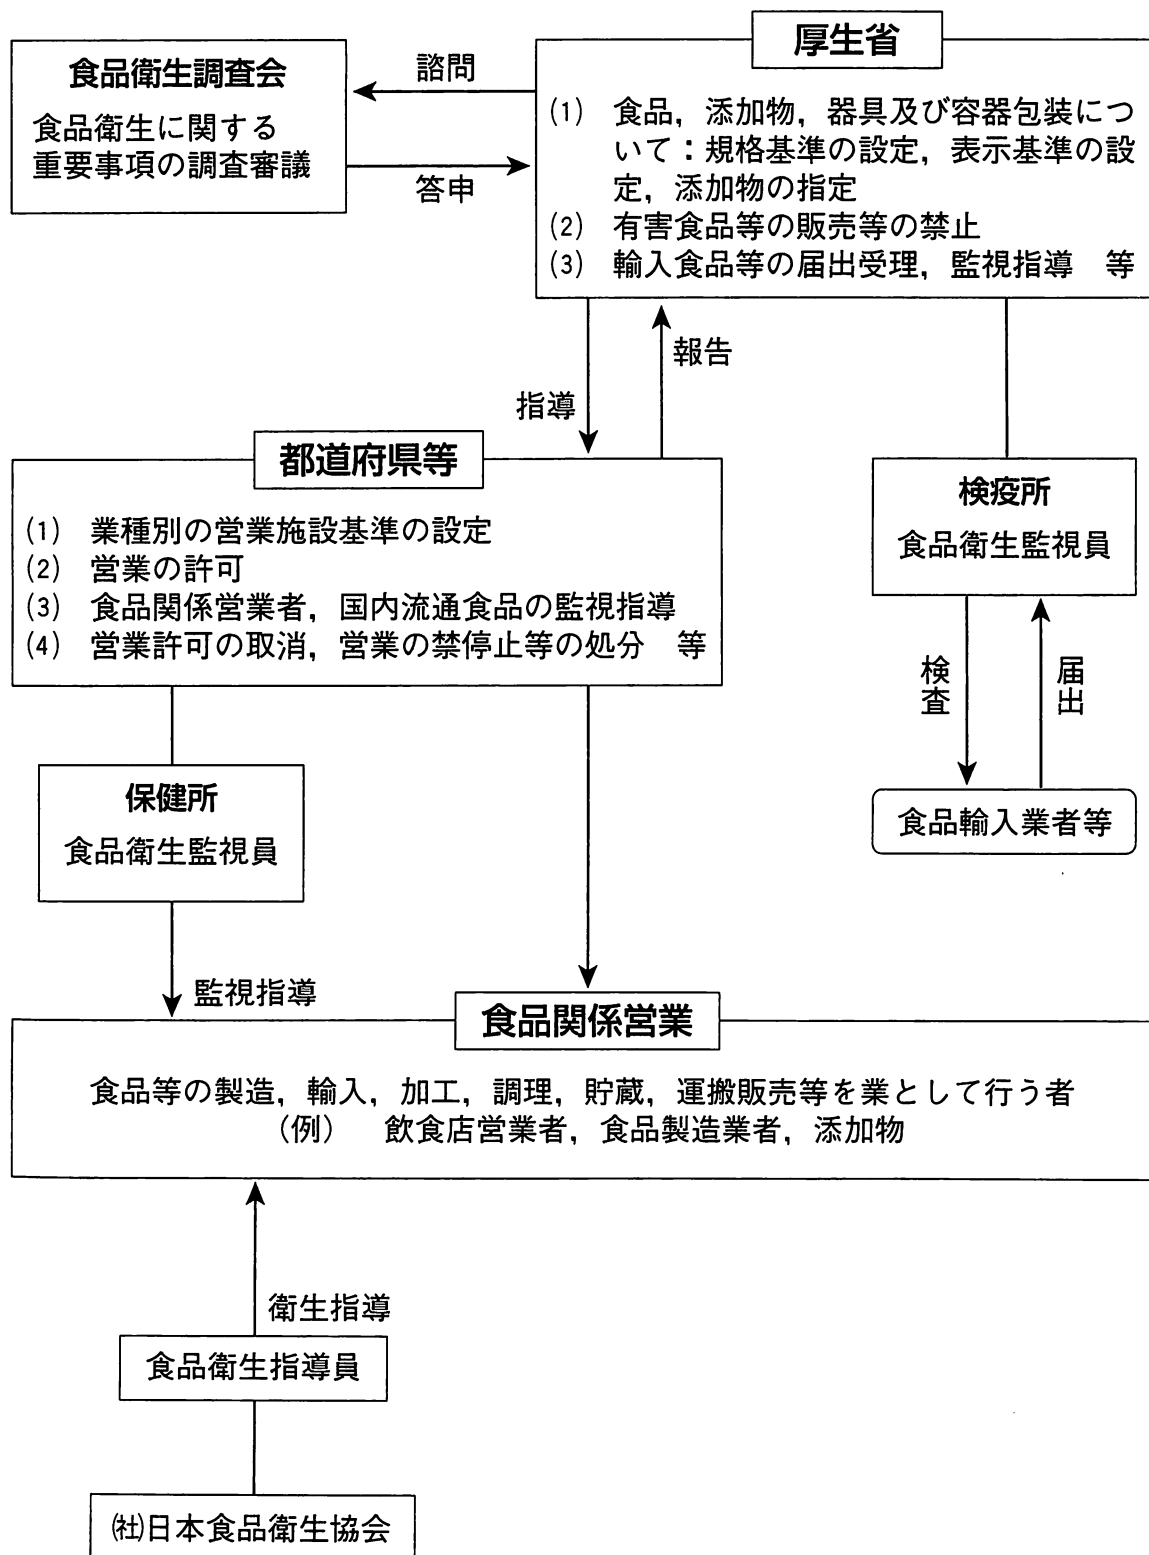 厚生省
食品衛生調査会
食品衛生に関する
重要事項の調査審議
諮問
答申
(1) 食品，添加物，器具及び容器包装につ
いて：規格基準の設定，表示基準の設
定，添加物の指定
(2) 有害食品等の販売等の禁止
(3) 輸入食品等の届出受理，監視指導　等
報告
指導
都道府県等
(1) 業種別の営業施設基準の設定
(2) 営業の許可
(3) 食品関係営業者，国内流通食品の監視指導
(4) 営業許可の取消，営業の禁停止等の処分　等
検疫所
食品衛生監視員
検査
届出
食品輸入業者等
保健所
食品衛生監視員
監視指導
食品関係営業
食品等の製造，輸入，加工，調理，貯蔵，運搬販売等を業として行う者
(例)　飲食店営業者，食品製造業者，添加物
衛生指導
食品衛生指導員
㈳日本食品衛生協会